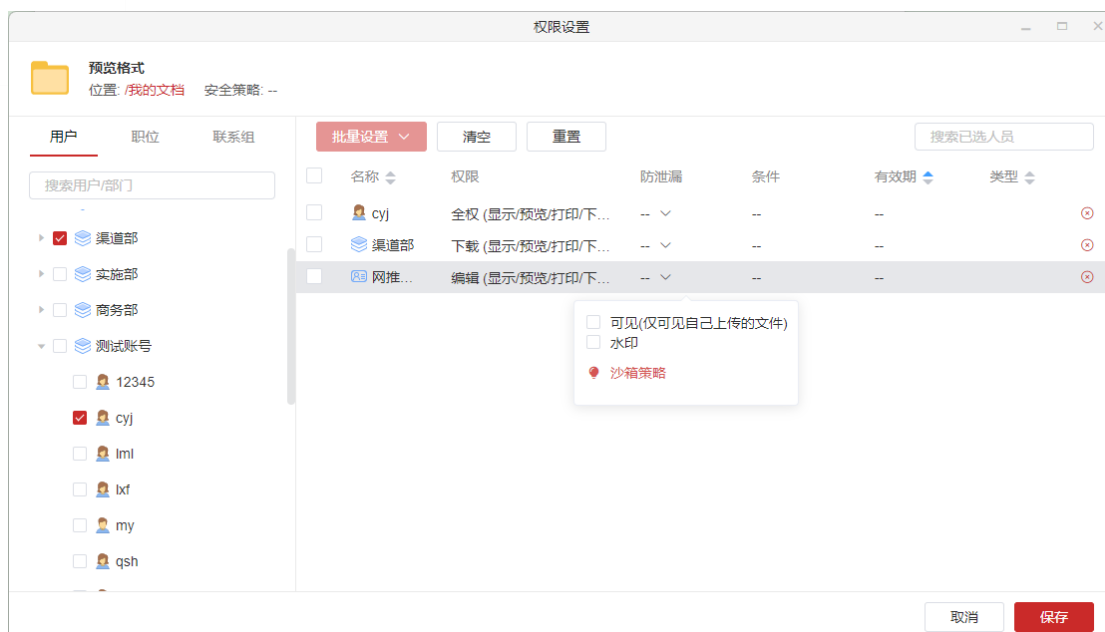 权限设置
预览格式
位置: /我的文档 安全策略: --
用户 职位 联系组
批量设置 清空 重置 搜索已选人员
搜索用户/部门
名称 权限 防泄漏 条件 有效期 类型
cyj 全权 (显示/预览/打印/下... -- -- --
渠道部 下载 (显示/预览/打印/下... -- -- --
网推... 编辑 (显示/预览/打印/下... -- -- --
可见(仅可见自己上传的文件)
水印
沙箱策略
渠道部
实施部
商务部
测试账号
12345
cyj
lml
lxf
my
qsh
取消 保存